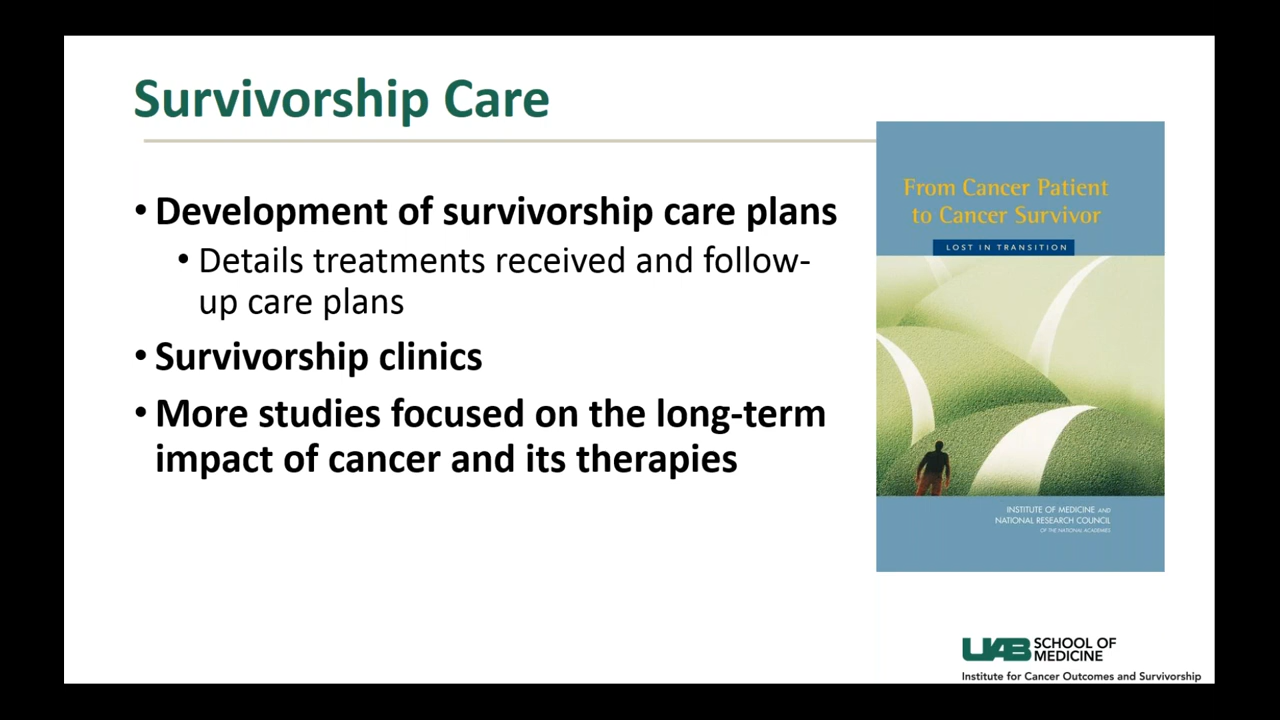 Survivorship Care
• Development of survivorship care plans
• Details treatments received and follow-
up care plans
• Survivorship clinics
• More studies focused on the long-term
impact of cancer and its therapies
From Cancer Patient
to Cancer Survivor
LOST IN TRANSITION
INSTITUTE OF MEDICINE AND
NATIONAL RESEARCH COUNCIL
OF THE NATIONAL ACADEMIES
UAB SCHOOL OF
MEDICINE
Institute for Cancer Outcomes and Survivorship